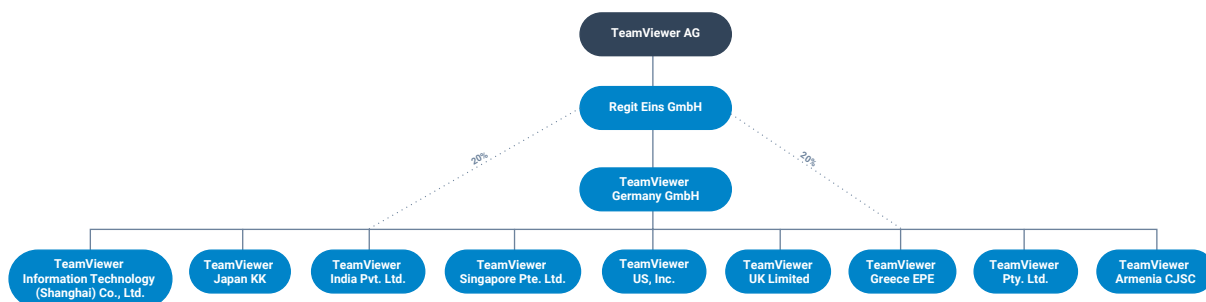 TeamViewer AG
Regit Eins GmbH
20%
20%
TeamViewer
Germany GmbH
TeamViewer
Information Technology
(Shanghai) Co., Ltd.
TeamViewer
Japan KK
TeamViewer
India Pvt. Ltd.
TeamViewer
Singapore Pte. Ltd.
TeamViewer
US, Inc.
TeamViewer
UK Limited
TeamViewer
Greece EPE
TeamViewer
Pty. Ltd.
TeamViewer
Armenia CJSC